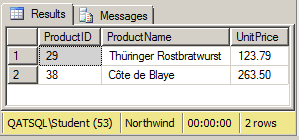 Results Messages
ProductID ProductName UnitPrice
1 29 Thüringer Rostbratwurst 123.79
2 38 Côte de Blaye 263.50
QATSQL\Student (53) Northwind 00:00:00 2 rows